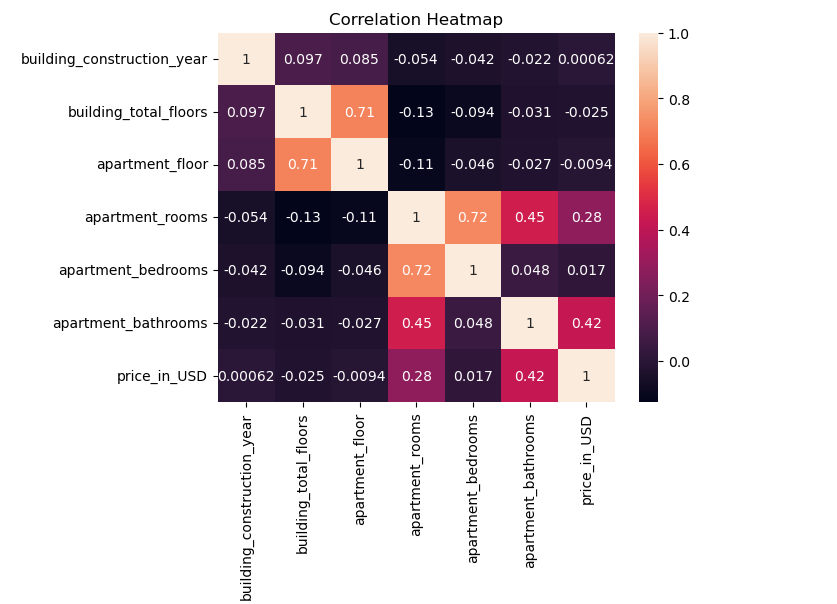 Correlation Heatmap
building_construction_year 1 0.097 0.085 -0.054 -0.042 -0.022 0.00062
building_total_floors 0.097 1 0.71 -0.13 -0.094 -0.031 -0.025
apartment_floor 0.085 0.71 1 -0.11 -0.046 -0.027 -0.0094
apartment_rooms -0.054 -0.13 -0.11 1 0.72 0.45 0.28
apartment_bedrooms -0.042 -0.094 -0.046 0.72 1 0.048 0.017
apartment_bathrooms -0.022 -0.031 -0.027 0.45 0.048 1 0.42
price_in_USD 0.00062 -0.025 -0.0094 0.28 0.017 0.42 1
building_construction_year
building_total_floors
apartment_floor
apartment_rooms
apartment_bedrooms
apartment_bathrooms
price_in_USD
1.0
0.8
0.6
0.4
0.2
0.0